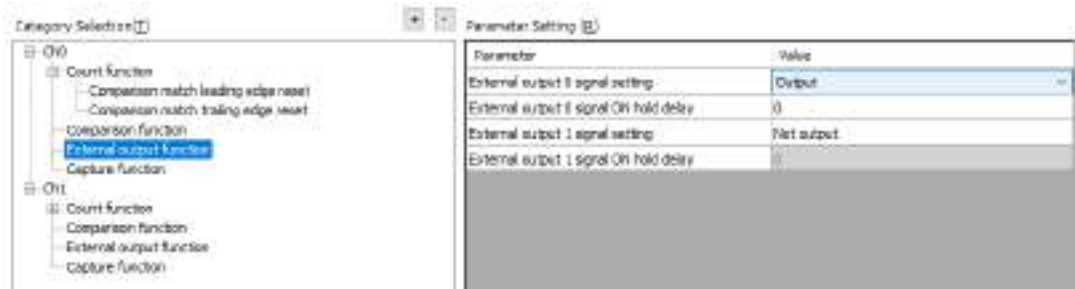 Category Selection(T)
+ -
Parameter Setting (R)
Ch0
Count function
Comparison match leading edge reset
Comparison match trailing edge reset
Comparison function
External output function
Capture function
Ch1
Count function
Comparison function
External output function
Capture function
Parameter Value
External output 0 signal setting Output
External output 0 signal ON hold delay 0
External output 1 signal setting Not output
External output 1 signal ON hold delay 0